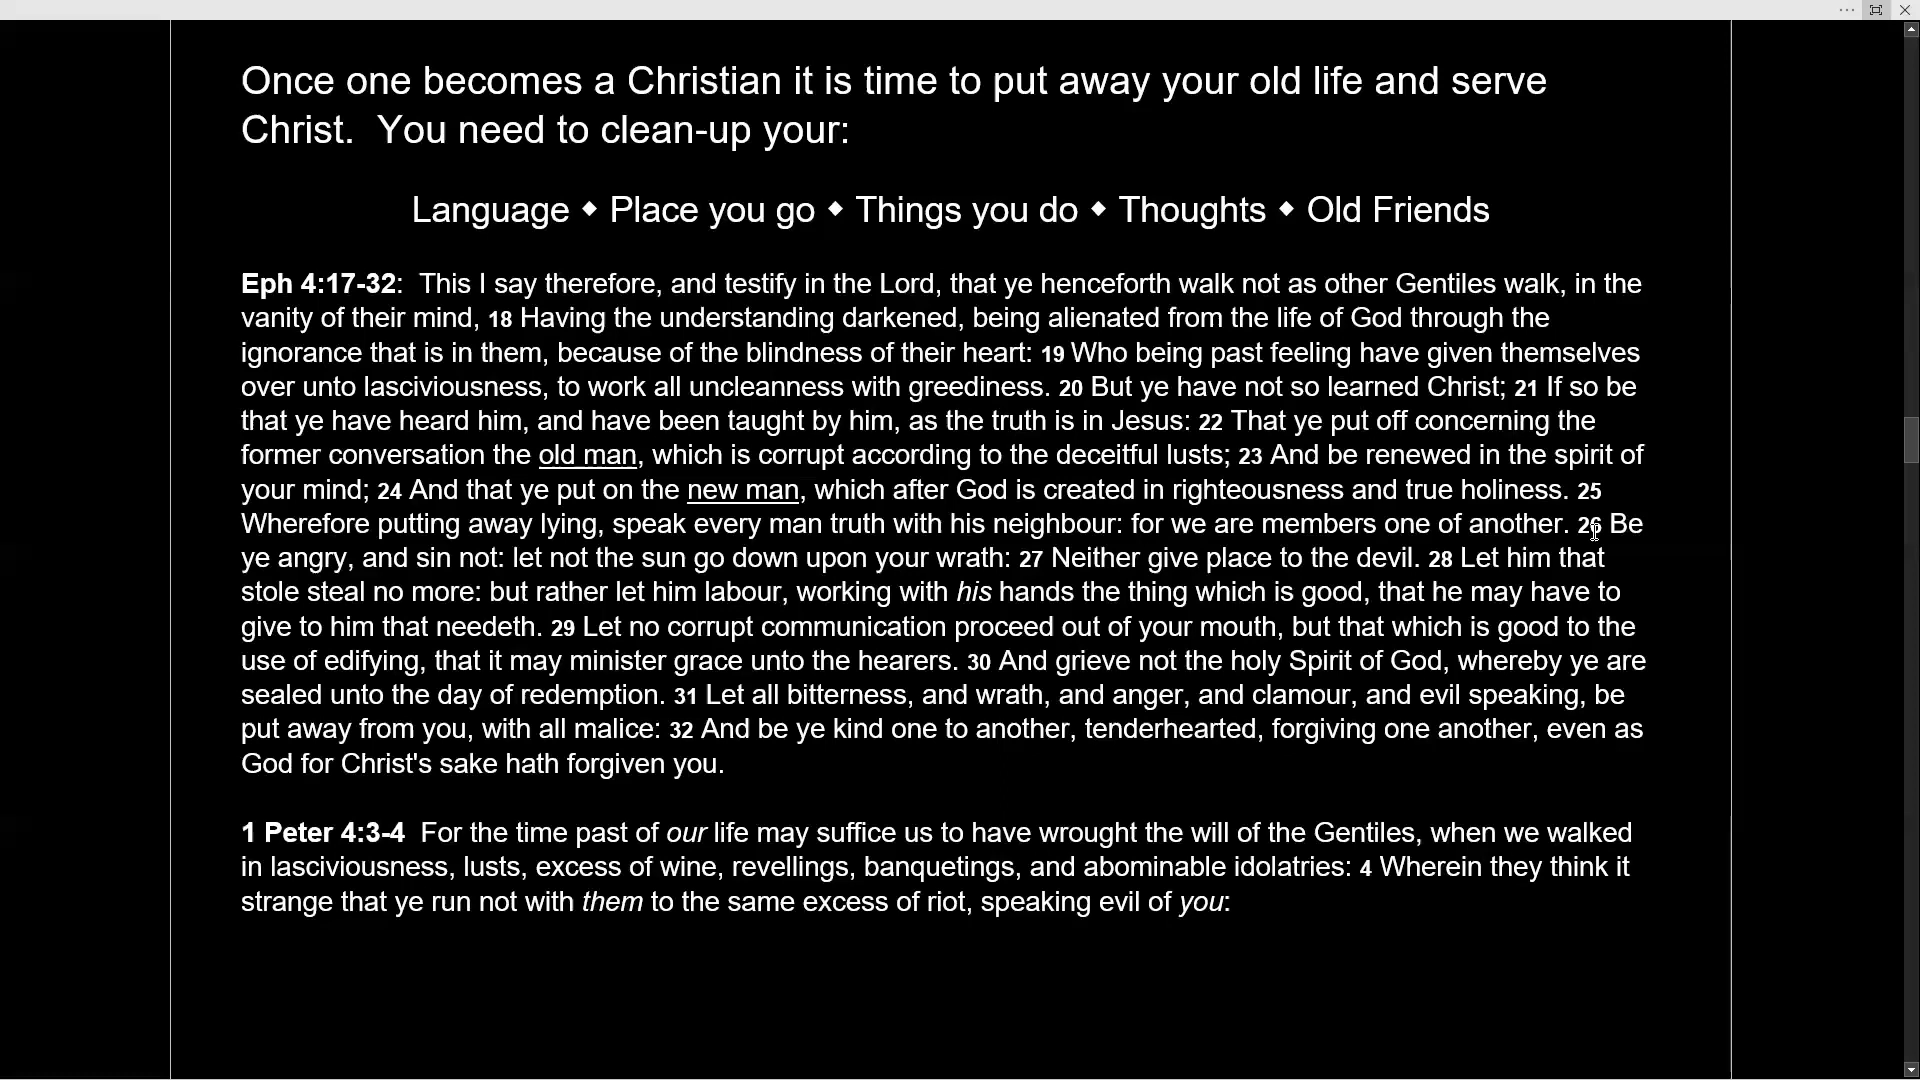 Once one becomes a Christian it is time to put away your old life and serve
Christ.  You need to clean-up your:
Language ◆ Place you go ◆ Things you do ◆ Thoughts ◆ Old Friends
Eph 4:17-32:  This I say therefore, and testify in the Lord, that ye henceforth walk not as other Gentiles walk, in the
vanity of their mind, 18 Having the understanding darkened, being alienated from the life of God through the
ignorance that is in them, because of the blindness of their heart: 19 Who being past feeling have given themselves
over unto lasciviousness, to work all uncleanness with greediness. 20 But ye have not so learned Christ; 21 If so be
that ye have heard him, and have been taught by him, as the truth is in Jesus: 22 That ye put off concerning the
former conversation the old man, which is corrupt according to the deceitful lusts; 23 And be renewed in the spirit of
your mind; 24 And that ye put on the new man, which after God is created in righteousness and true holiness. 25
Wherefore putting away lying, speak every man truth with his neighbour: for we are members one of another. 26 Be
ye angry, and sin not: let not the sun go down upon your wrath: 27 Neither give place to the devil. 28 Let him that
stole steal no more: but rather let him labour, working with his hands the thing which is good, that he may have to
give to him that needeth. 29 Let no corrupt communication proceed out of your mouth, but that which is good to the
use of edifying, that it may minister grace unto the hearers. 30 And grieve not the holy Spirit of God, whereby ye are
sealed unto the day of redemption. 31 Let all bitterness, and wrath, and anger, and clamour, and evil speaking, be
put away from you, with all malice: 32 And be ye kind one to another, tenderhearted, forgiving one another, even as
God for Christ's sake hath forgiven you.
1 Peter 4:3-4  For the time past of our life may suffice us to have wrought the will of the Gentiles, when we walked
in lasciviousness, lusts, excess of wine, revellings, banquetings, and abominable idolatries: 4 Wherein they think it
strange that ye run not with them to the same excess of riot, speaking evil of you: